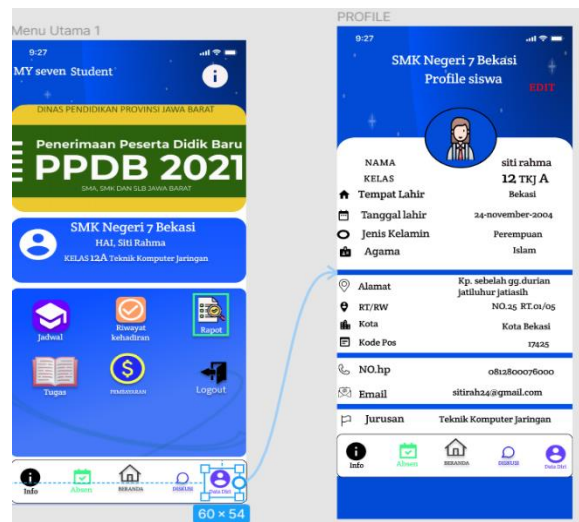 Menu Utama 1
9:27
MY seven Student
DINAS PENDIDIKAN PROVINSI JAWA BARAT
Penerimaan Peserta Didik Baru
PPDB 2021
SMA, SMK DAN SLB JAWA BARAT
SMK Negeri 7 Bekasi
HAI, Siti Rahma
KELAS 12A Teknik Komputer Jaringan
Jadwal
Riwayat
kehadiran
Rapot
Tugas
PEMBAYARAN
Logout
Info
Absen
BERANDA
DISKUSI
Data Diri
60 × 54
PROFILE
9:27
SMK Negeri 7 Bekasi
Profile siswa
EDIT
NAMA siti rahma
KELAS 12 TKJ A
Tempat Lahir Bekasi
Tanggal lahir 24-november-2004
Jenis Kelamin Perempuan
Agama Islam
Alamat Kp. sebelah gg.durian
jatiluhur jatiasih
RT/RW NO.25 RT.01/05
Kota Kota Bekasi
Kode Pos 17425
NO.hp 0812800076000
Email sitirah24@gmail.com
Jurusan Teknik Komputer Jaringan
Info
Absen
BERANDA
DISKUSI
Data Diri